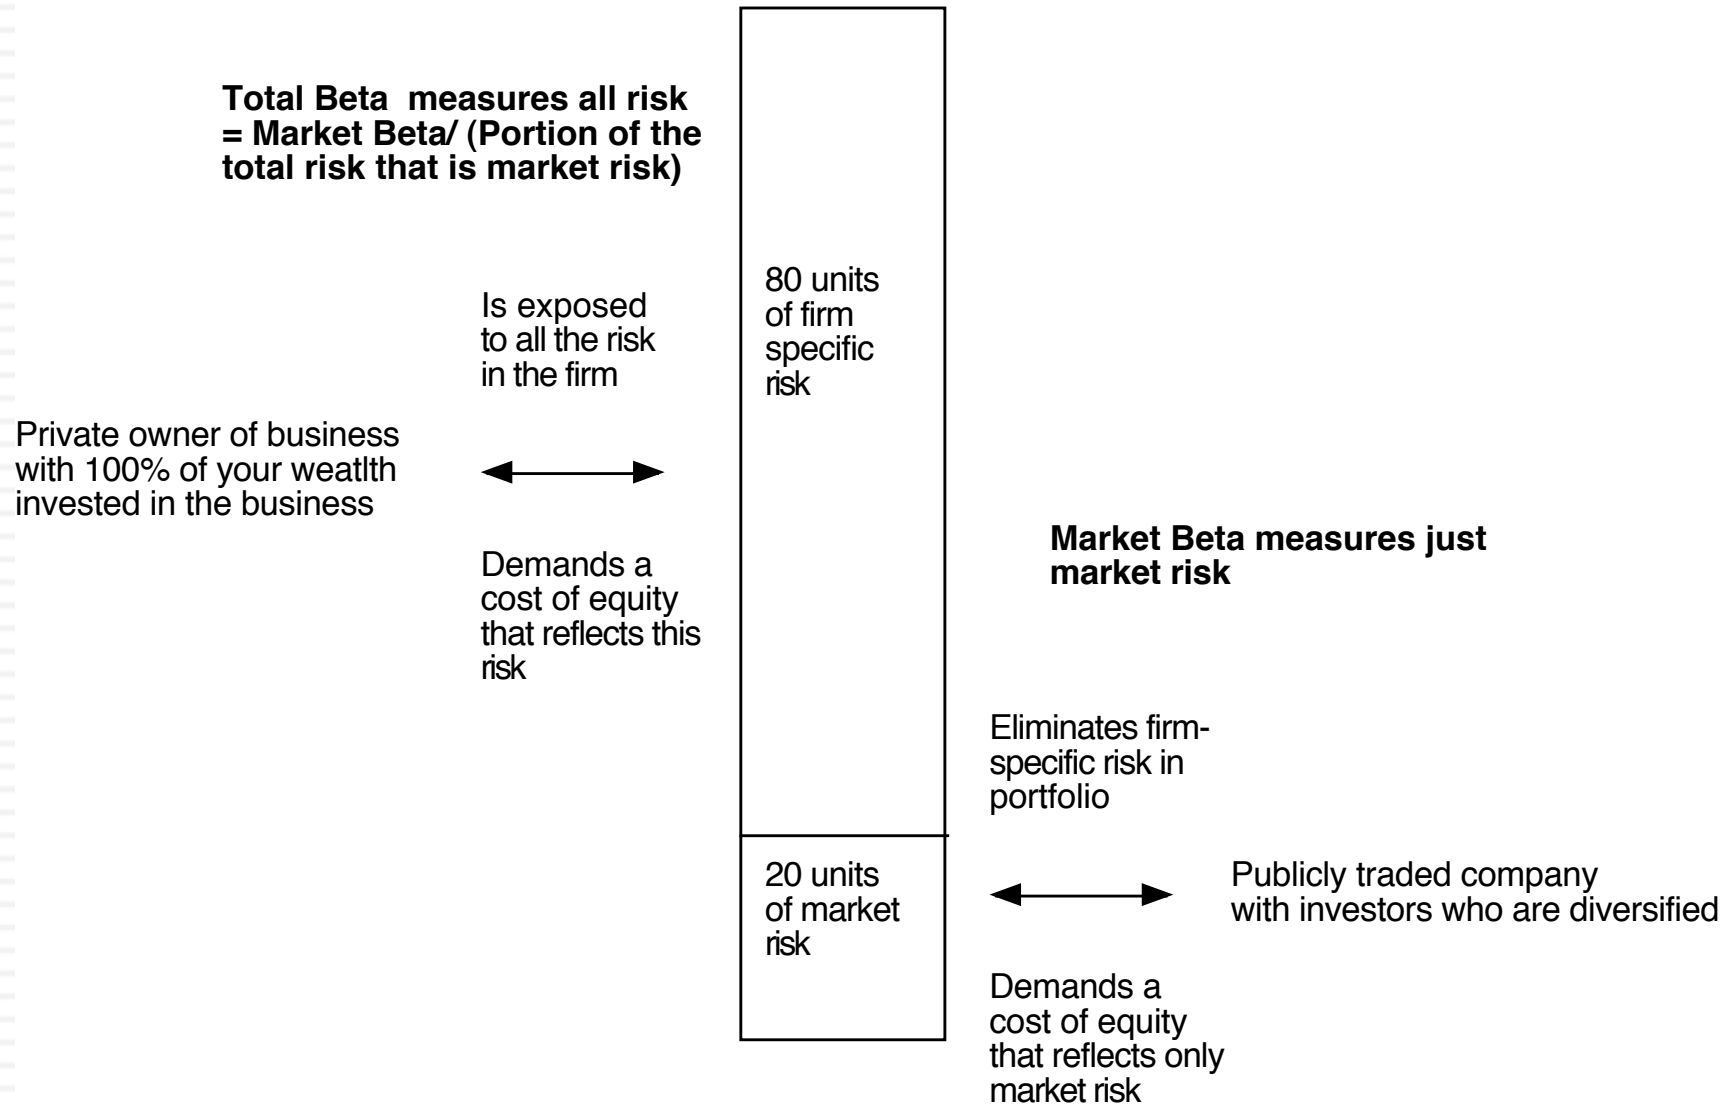 Total Beta measures all risk
= Market Beta/ (Portion of the
total risk that is market risk)
80 units
of firm
specific
risk
Is exposed
to all the risk
in the firm
Private owner of business
with 100% of your weatlth
invested in the business
Demands a
cost of equity
that reflects this
risk
Market Beta measures just
market risk
Eliminates firm-
specific risk in
portfolio
20 units
of market
risk
Publicly traded company
with investors who are diversified
Demands a
cost of equity
that reflects only
market risk